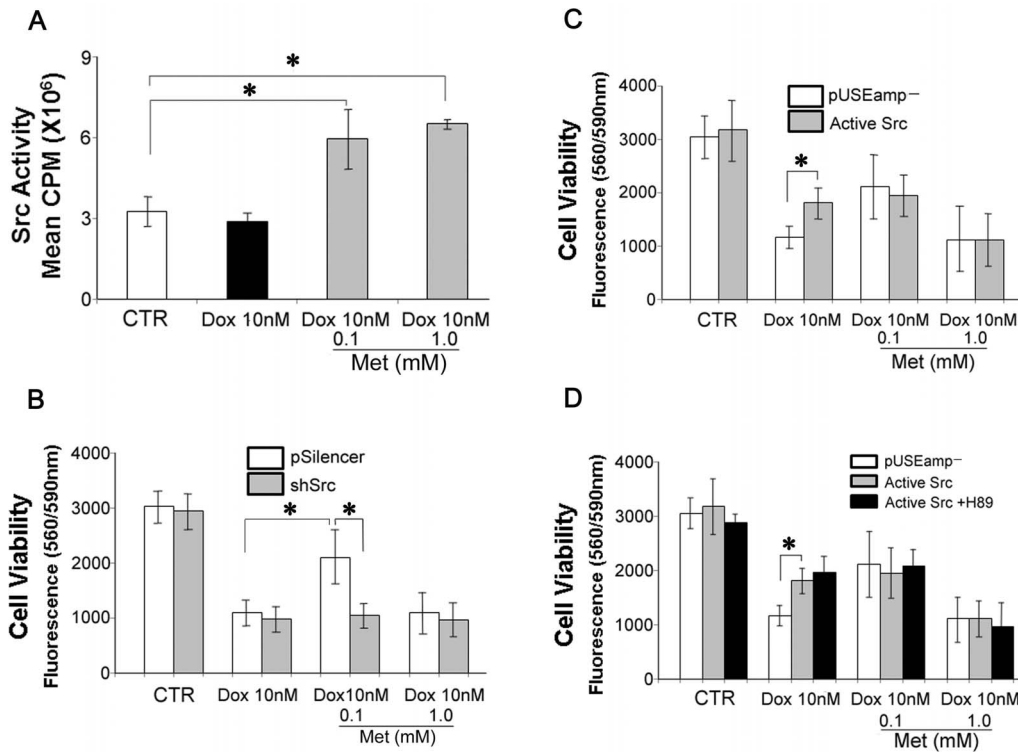 A
Src Activity
Mean CPM (X10⁶)
9
6
3
0
*
*
CTR
Dox 10nM
Dox 10nM
Dox 10nM
0.1
1.0
Met (mM)
B
Cell Viability
Fluorescence (560/590nm)
4000
3000
2000
1000
0
pSilencer
shSrc
*
*
CTR
Dox 10nM
Dox10nM
Dox 10nM
0.1
1.0
Met (mM)
C
Cell Viability
Fluorescence (560/590nm)
4000
3000
2000
1000
0
pUSEamp⁻
Active Src
*
CTR
Dox 10nM
Dox 10nM
Dox 10nM
0.1
1.0
Met (mM)
D
Cell Viability
Fluorescence (560/590nm)
4000
3000
2000
1000
0
pUSEamp⁻
Active Src
Active Src +H89
*
CTR
Dox 10nM
Dox 10nM
Dox 10nM
0.1
1.0
Met (mM)